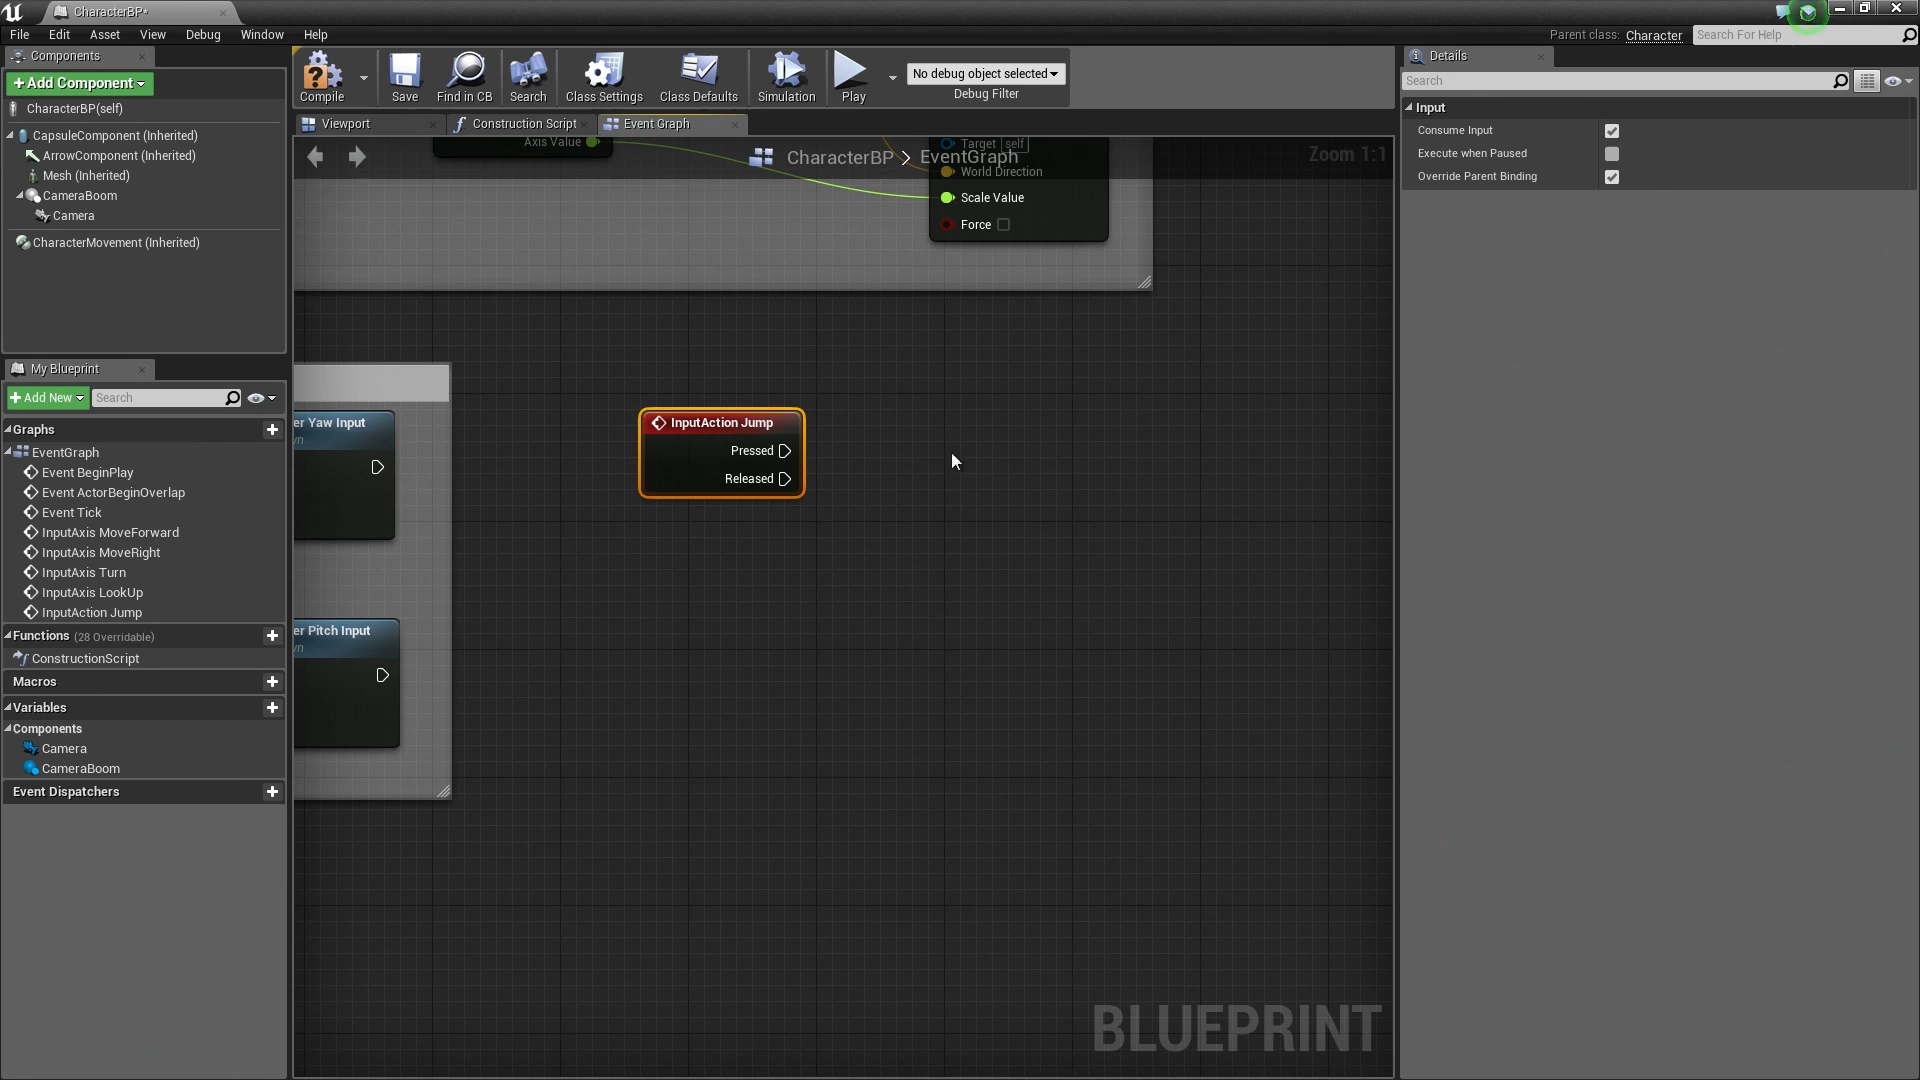 CharacterBP*
File Edit Asset View Debug Window Help
Parent class: Character Search For Help
Components
+Add Component
CharacterBP(self)
CapsuleComponent (Inherited)
ArrowComponent (Inherited)
Mesh (Inherited)
CameraBoom
Camera
CharacterMovement (Inherited)
My Blueprint
+Add New Search
Graphs
EventGraph
Event BeginPlay
Event ActorBeginOverlap
Event Tick
InputAxis MoveForward
InputAxis MoveRight
InputAxis Turn
InputAxis LookUp
InputAction Jump
Functions (28 Overridable)
ConstructionScript
Macros
Variables
Components
Camera
CameraBoom
Event Dispatchers
Compile Save Find in CB Search Class Settings Class Defaults Simulation Play
No debug object selected
Debug Filter
Viewport Construction Script Event Graph
CharacterBP > EventGraph
Zoom 1:1
Axis Value
Target self
World Direction
Scale Value
Force
er Yaw Input
wn
InputAction Jump
Pressed
Released
er Pitch Input
wn
BLUEPRINT
Details
Search
Input
Consume Input
Execute when Paused
Override Parent Binding